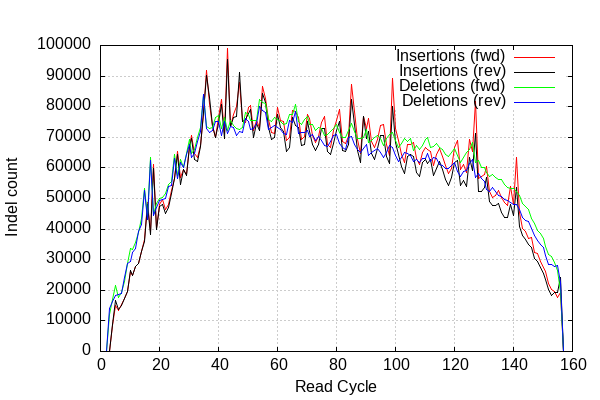 100000
90000
80000
70000
60000
50000
40000
30000
20000
10000
0
Indel count
Insertions (fwd)
Insertions (rev)
Deletions (fwd)
Deletions (rev)
0 20 40 60 80 100 120 140 160
Read Cycle